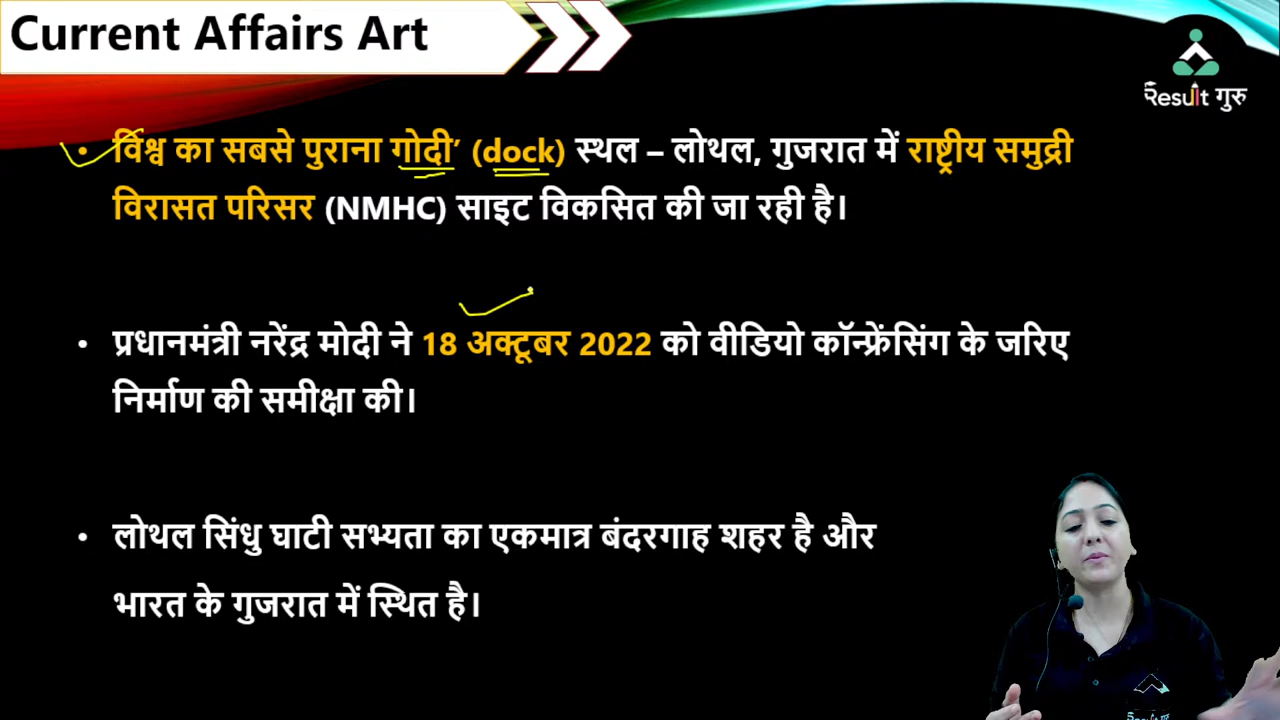 Current Affairs Art
Result गुरु
• विश्व का सबसे पुराना गोदी’ (dock) स्थल – लोथल, गुजरात में राष्ट्रीय समुद्री
विरासत परिसर (NMHC) साइट विकसित की जा रही है।
• प्रधानमंत्री नरेंद्र मोदी ने 18 अक्टूबर 2022 को वीडियो कॉन्फ्रेंसिंग के जरिए
निर्माण की समीक्षा की।
• लोथल सिंधु घाटी सभ्यता का एकमात्र बंदरगाह शहर है और
भारत के गुजरात में स्थित है।